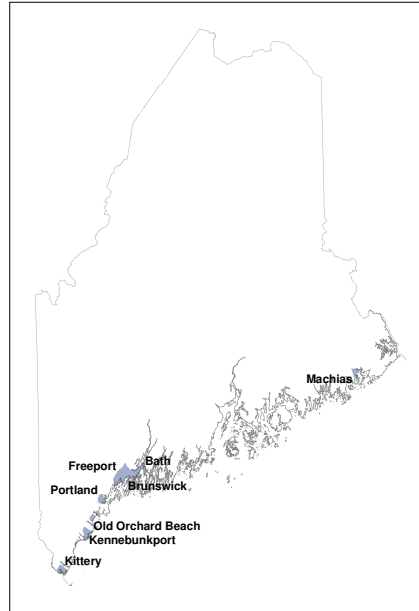 Machias
Bath
Freeport
Brunswick
Portland
Old Orchard Beach
Kennebunkport
Kittery